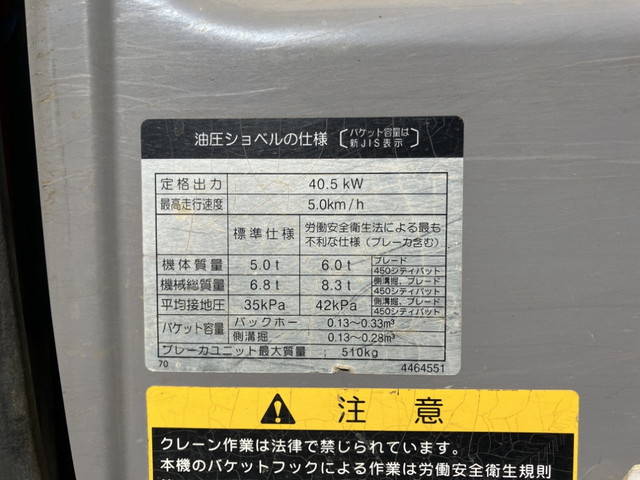 油圧ショベルの仕様 〔バケット容量は新JIS表示〕
定格出力 40.5 kW
最高走行速度 5.0km/h
標準仕様 労働安全衛生法による最も不利な仕様（ブレーカ含む）
機体質量 5.0 t 6.0 t ブレード 450シティパット
機械総質量 6.8 t 8.3 t 側溝掘、ブレード 450シティパット
平均接地圧 35kPa 42kPa 側溝掘、ブレード 450シティパット
バケット容量 バックホー 0.13〜0.33m³
側溝掘 0.13〜0.28m³
ブレーカユニット最大質量 510kg
70 4464551
注意
クレーン作業は法律で禁じられています。
本機のバケットフックによる作業は労働安全衛生規則